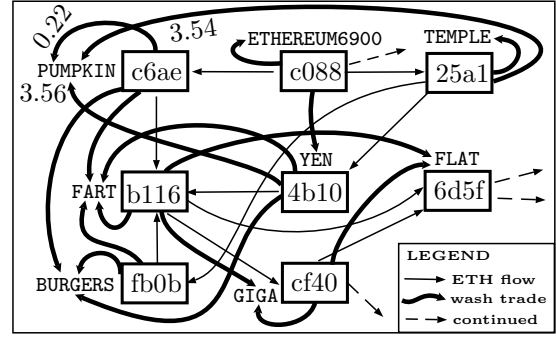 0.22
3.54
ETHEREUM6900
TEMPLE
PUMPKIN
c6ae
c088
25a1
3.56
YEN
FLAT
FART
b116
4b10
6d5f
BURGERS
fb0b
GIGA
cf40
LEGEND
ETH flow
wash trade
continued